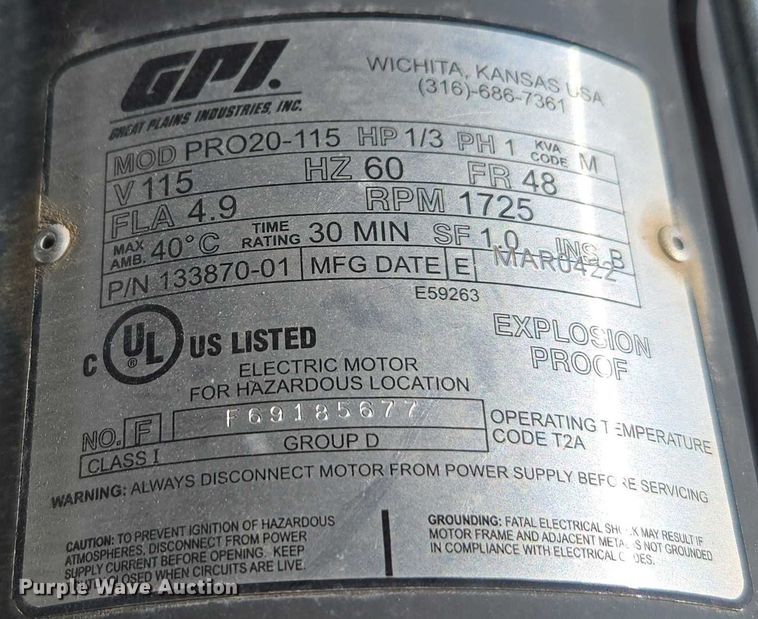 GPI.
GREAT PLAINS INDUSTRIES, INC.
WICHITA, KANSAS USA
(316)-686-7361
MOD PRO20-115 HP 1/3 PH 1 KVA CODE M
V 115 HZ 60 FR 48
FLA 4.9 RPM 1725
MAX AMB. 40°C TIME RATING 30 MIN SF 1.0 INS B
P/N 133870-01 MFG DATE E MAR0422
E59263
C UL ® US LISTED
EXPLOSION
PROOF
ELECTRIC MOTOR
FOR HAZARDOUS LOCATION
NO. F F69185677
CLASS I GROUP D
OPERATING TEMPERATURE
CODE T2A
WARNING: ALWAYS DISCONNECT MOTOR FROM POWER SUPPLY BEFORE SERVICING
CAUTION: TO PREVENT IGNITION OF HAZARDOUS
ATMOSPHERES, DISCONNECT FROM POWER
SUPPLY CURRENT BEFORE OPENING. KEEP
CLOSED WHEN CIRCUITS ARE LIVE.
GROUNDING: FATAL ELECTRICAL SHOCK MAY RESULT IF
MOTOR FRAME AND ADJACENT METAL IS NOT GROUNDED
IN COMPLIANCE WITH ELECTRICAL CODES.
Purple Wave Auction